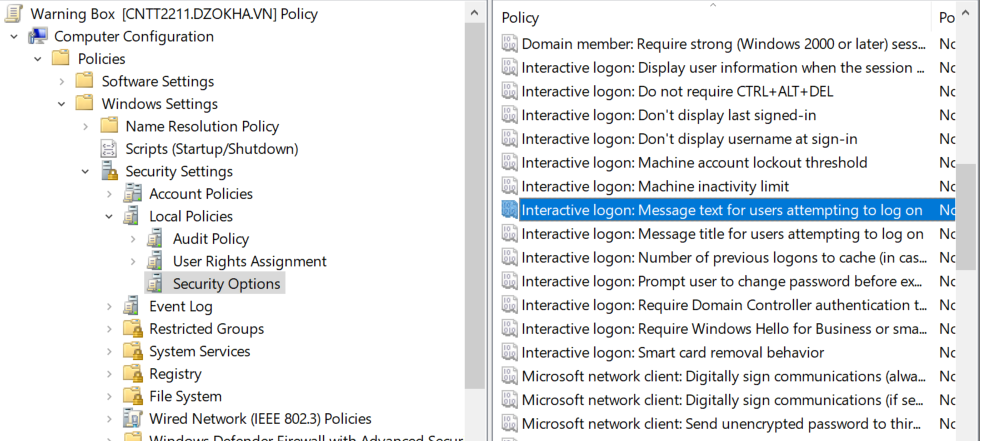 Warning Box [CNTT2211.DZOKHA.VN] Policy
Computer Configuration
Policies
Software Settings
Windows Settings
Name Resolution Policy
Scripts (Startup/Shutdown)
Security Settings
Account Policies
Local Policies
Audit Policy
User Rights Assignment
Security Options
Event Log
Restricted Groups
System Services
Registry
File System
Wired Network (IEEE 802.3) Policies
Windows Defender Firewall with Advanced Secur
Policy Po
Domain member: Require strong (Windows 2000 or later) sess... No
Interactive logon: Display user information when the session ... No
Interactive logon: Do not require CTRL+ALT+DEL No
Interactive logon: Don't display last signed-in No
Interactive logon: Don't display username at sign-in No
Interactive logon: Machine account lockout threshold No
Interactive logon: Machine inactivity limit No
Interactive logon: Message text for users attempting to log on No
Interactive logon: Message title for users attempting to log on No
Interactive logon: Number of previous logons to cache (in cas... No
Interactive logon: Prompt user to change password before ex... No
Interactive logon: Require Domain Controller authentication t... No
Interactive logon: Require Windows Hello for Business or sma... No
Interactive logon: Smart card removal behavior No
Microsoft network client: Digitally sign communications (alwa... No
Microsoft network client: Digitally sign communications (if se... No
Microsoft network client: Send unencrypted password to thir... No